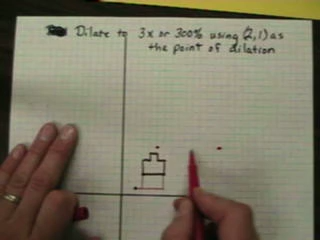 Dilate to 3x or 300% using (2,1) as
the point of dilation